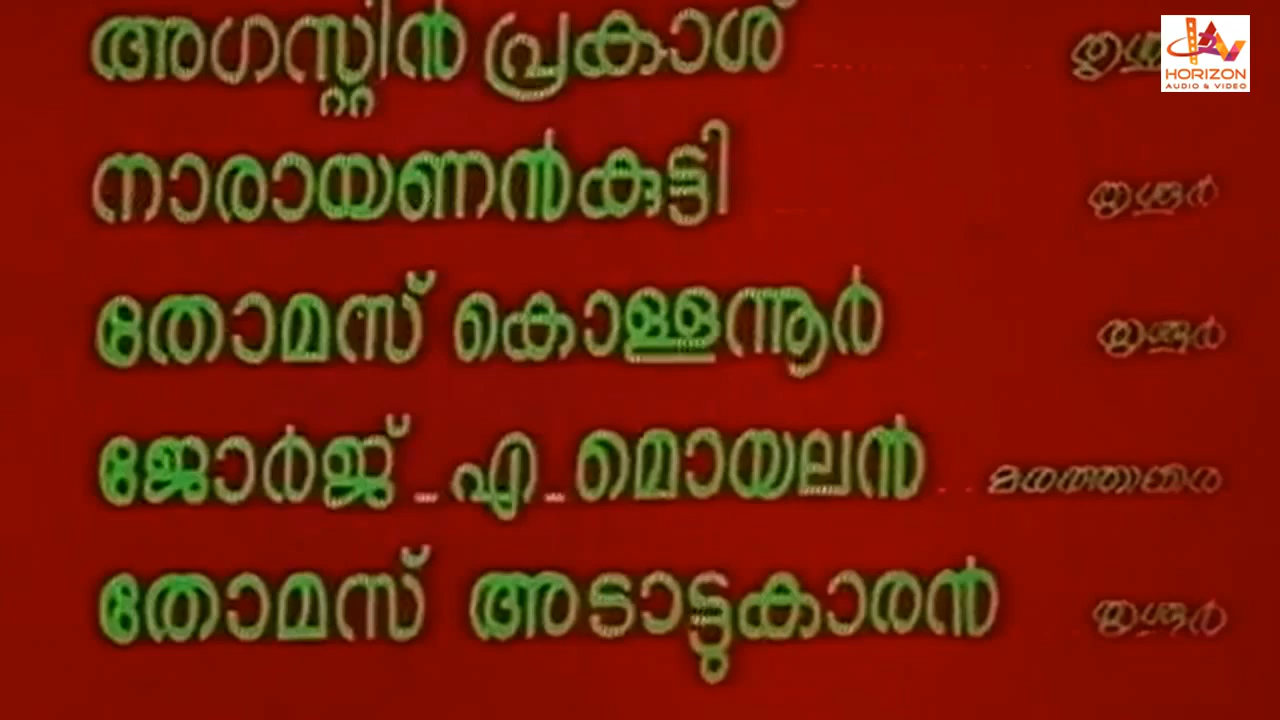 അഗസ്റ്റിൻ പ്രകാശ്
HORIZON
AUDIO & VIDEO
നാരായണൻകുട്ടി തൃശൂർ
തോമസ് കൊള്ളന്നൂർ തൃശൂർ
ജോർജ് എ മൊയലൻ
തോമസ് അടാട്ടുകാരൻ തൃശൂർ